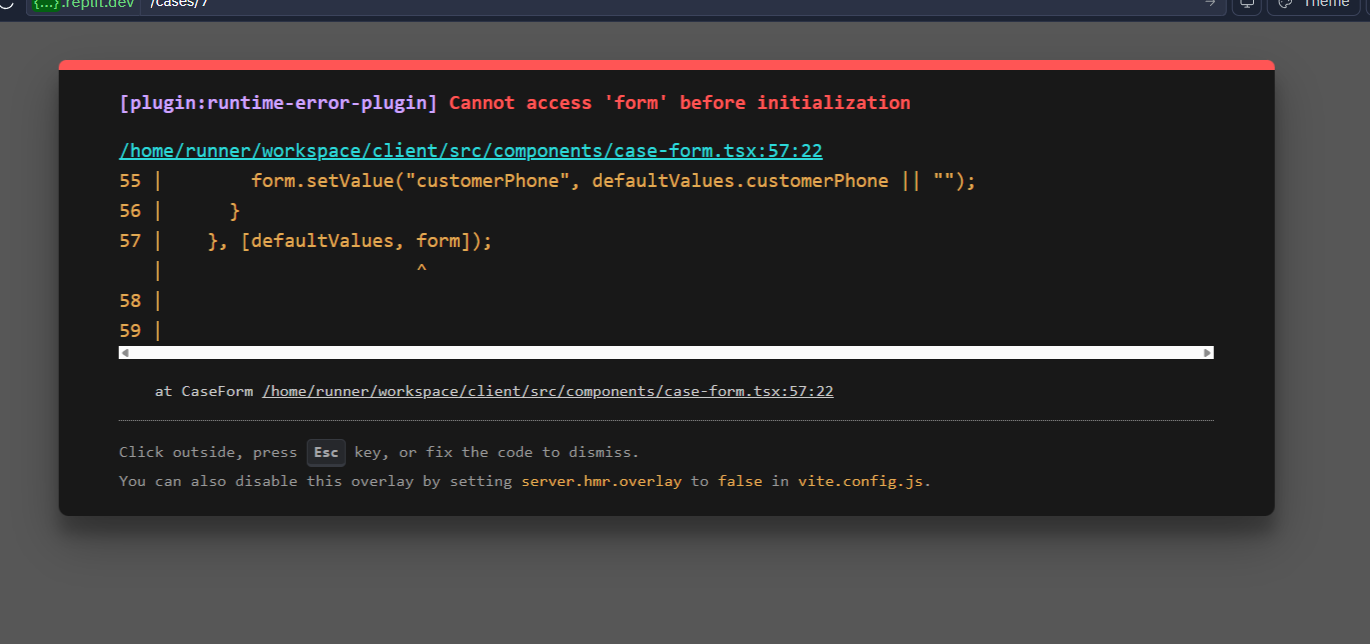 {...}.replit.dev /cases/7 → Theme
[plugin:runtime-error-plugin] Cannot access 'form' before initialization
/home/runner/workspace/client/src/components/case-form.tsx:57:22
55 | form.setValue("customerPhone", defaultValues.customerPhone || "");
56 | }
57 | }, [defaultValues, form]);
| ^
58 |
59 |
at CaseForm /home/runner/workspace/client/src/components/case-form.tsx:57:22
Click outside, press Esc key, or fix the code to dismiss.
You can also disable this overlay by setting server.hmr.overlay to false in vite.config.js.